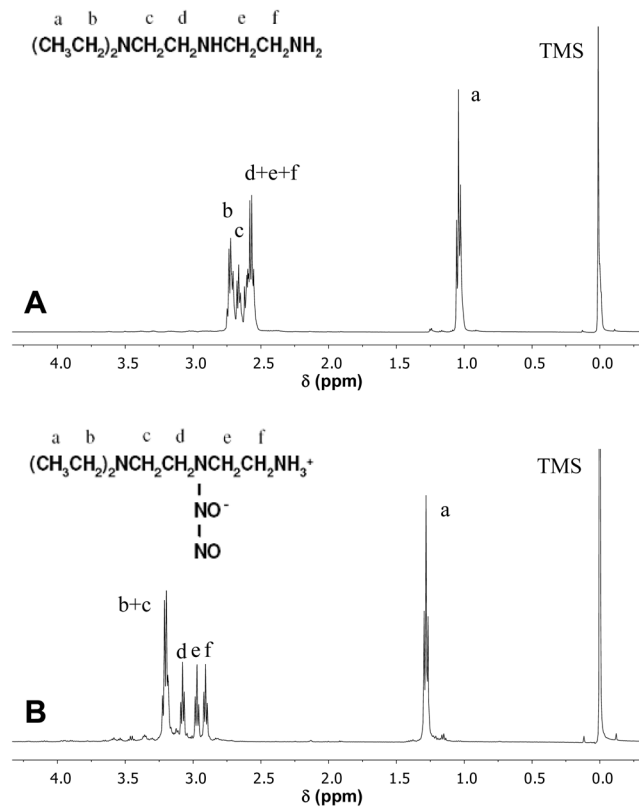 a b c d e f
(CH₃CH₂)₂NCH₂CH₂NHCH₂CH₂NH₂
TMS
a
d+e+f
b
c
A
4.0 3.5 3.0 2.5 2.0 1.5 1.0 0.5 0.0
δ (ppm)
a b c d e f
(CH₃CH₂)₂NCH₂CH₂NCH₂CH₂NH₃⁺
NO⁻
NO
TMS
a
b+c
d e f
B
4.0 3.5 3.0 2.5 2.0 1.5 1.0 0.5 0.0
δ (ppm)